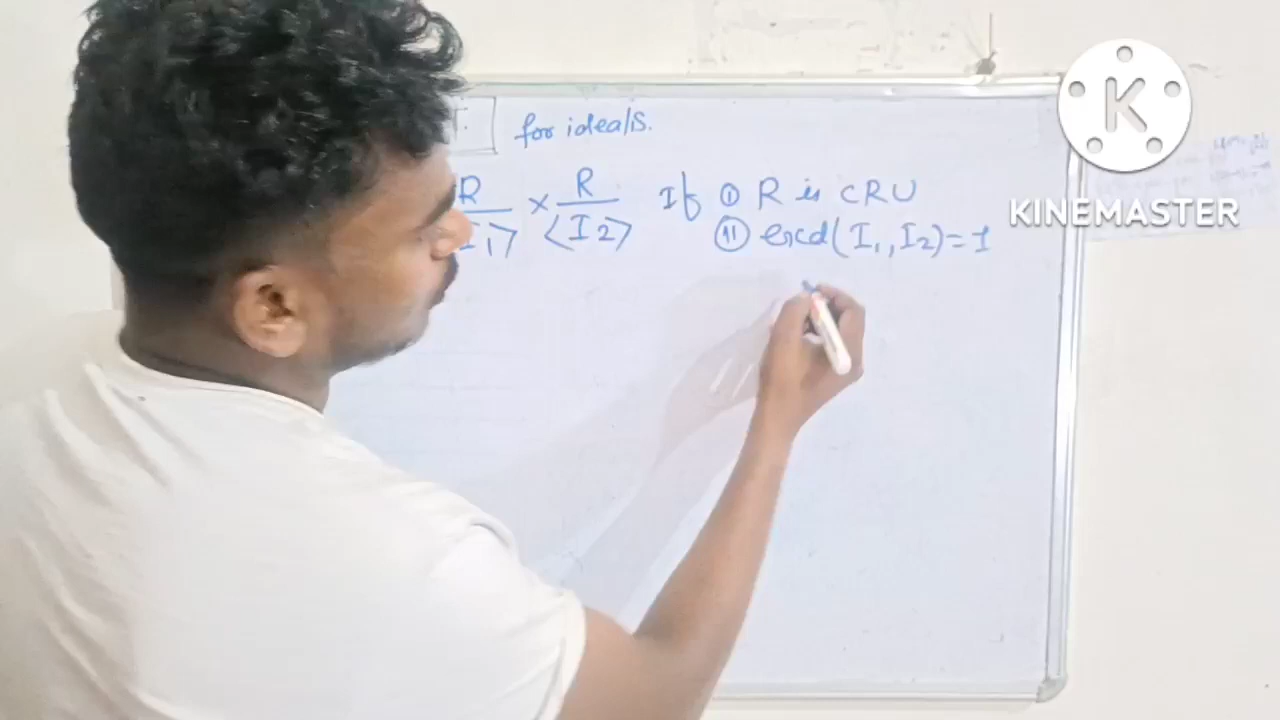 for ideals.
R/<I1> × R/<I2> If ① R is CRU
② gcd(I1, I2) = 1
K
KINEMASTER